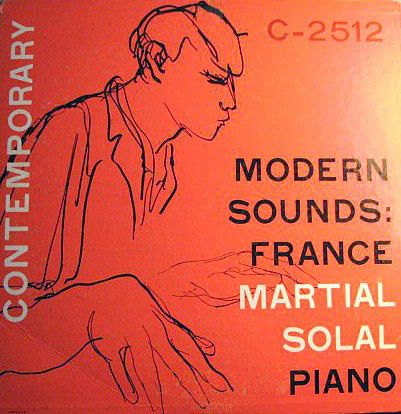 C-2512
CONTEMPORARY
MODERN
SOUNDS:
FRANCE
MARTIAL
SOLAL
PIANO